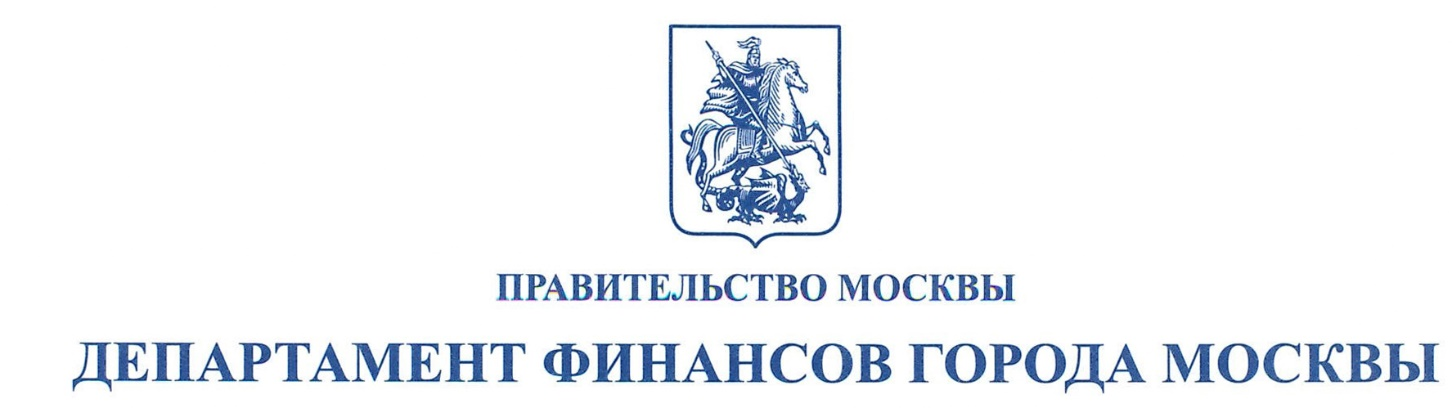 ПРАВИТЕЛЬСТВО МОСКВЫ
ДЕПАРТАМЕНТ ФИНАНСОВ ГОРОДА МОСКВЫ